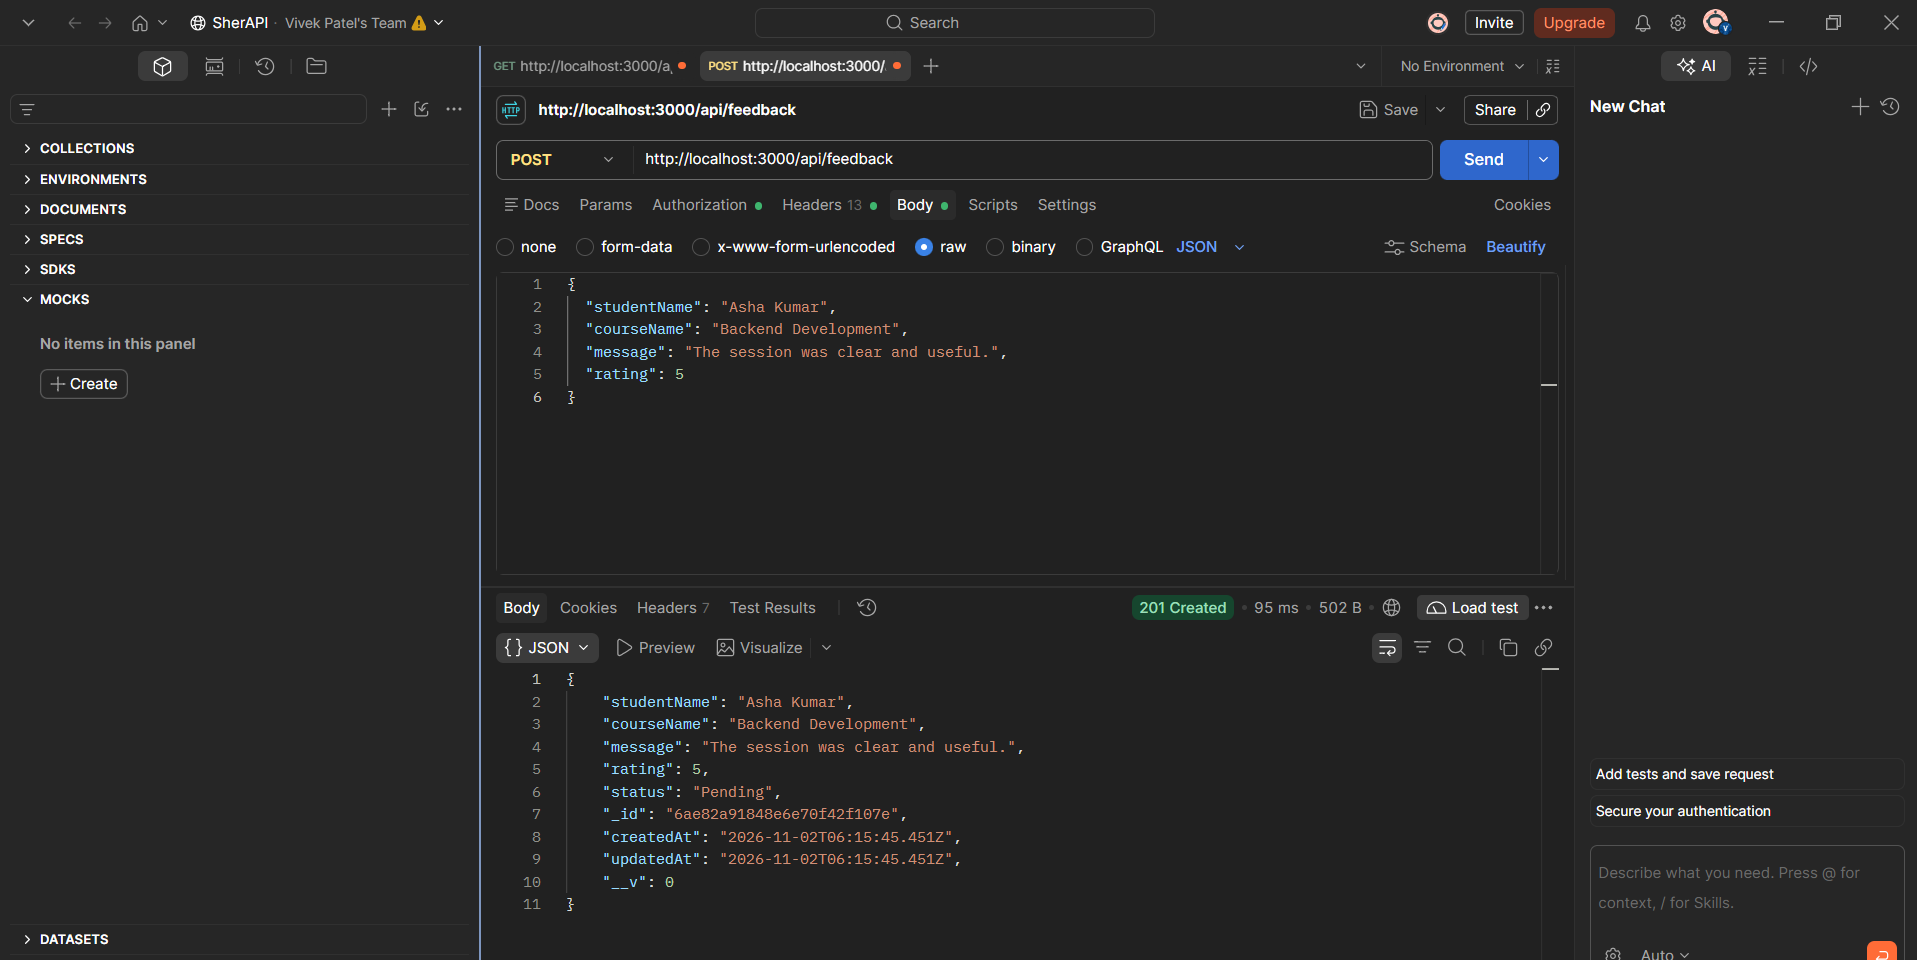 SherAPI · Vivek Patel's Team
Search
Invite
Upgrade
GET http://localhost:3000/a
POST http://localhost:3000/
No Environment
AI
HTTP http://localhost:3000/api/feedback
Save
Share
New Chat
POST
http://localhost:3000/api/feedback
Send
Docs
Params
Authorization
Headers 13
Body
Scripts
Settings
Cookies
none
form-data
x-www-form-urlencoded
raw
binary
GraphQL
JSON
Schema
Beautify
COLLECTIONS
ENVIRONMENTS
DOCUMENTS
SPECS
SDKS
MOCKS
No items in this panel
Create
DATASETS
1 {
2 "studentName": "Asha Kumar",
3 "courseName": "Backend Development",
4 "message": "The session was clear and useful.",
5 "rating": 5
6 }
Body
Cookies
Headers 7
Test Results
201 Created • 95 ms • 502 B
Load test
{} JSON
Preview
Visualize
1 {
2 "studentName": "Asha Kumar",
3 "courseName": "Backend Development",
4 "message": "The session was clear and useful.",
5 "rating": 5,
6 "status": "Pending",
7 "_id": "6ae82a91848e6e70f42f107e",
8 "createdAt": "2026-11-02T06:15:45.451Z",
9 "updatedAt": "2026-11-02T06:15:45.451Z",
10 "__v": 0
11 }
Add tests and save request
Secure your authentication
Describe what you need. Press @ for
context, / for Skills.
Auto